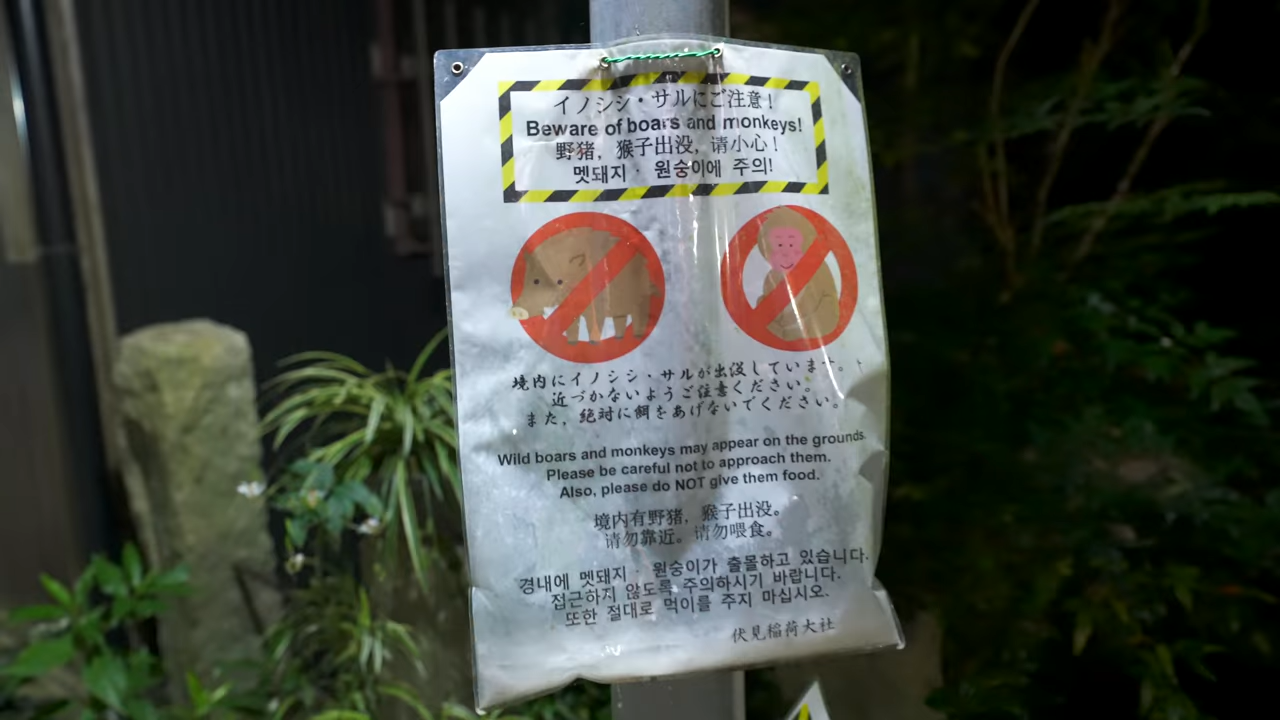 イノシシ・サルにご注意!
Beware of boars and monkeys!
野猪，猴子出没，请小心！
멧돼지 · 원숭이에 주의!
境内にイノシシ・サルが出没しています。
近づかないようご注意ください。
また，絶対に餌をあげないでください。
Wild boars and monkeys may appear on the grounds.
Please be careful not to approach them.
Also, please do NOT give them food.
境内有野猪，猴子出没。
请勿靠近。请勿喂食。
경내에 멧돼지 · 원숭이가 출몰하고 있습니다.
접근하지 않도록 주의하시기 바랍니다.
또한 절대로 먹이를 주지 마십시오.
伏見稲荷大社